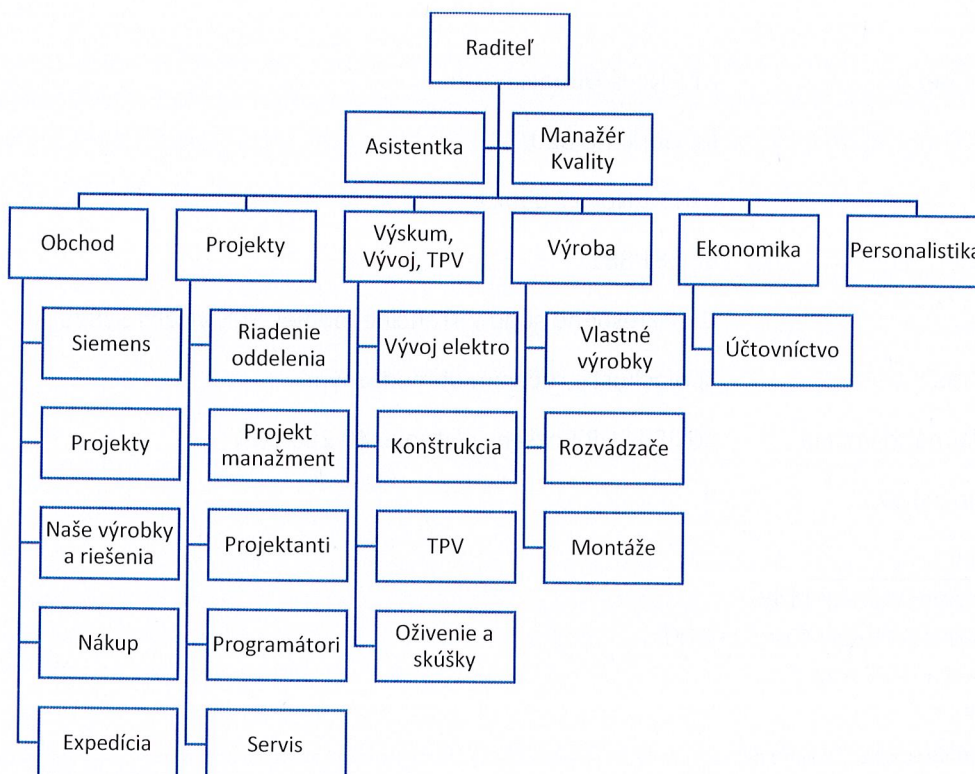 Raditeľ
Asistentka
Manažér
Kvality
Obchod
Projekty
Výskum,
Vývoj, TPV
Výroba
Ekonomika
Personalistika
Siemens
Riadenie
oddelenia
Vývoj elektro
Vlastné
výrobky
Účtovníctvo
Projekty
Projekt
manažment
Konštrukcia
Rozvádzače
Naše výrobky
a riešenia
Projektanti
TPV
Montáže
Nákup
Programátori
Oživenie a
skúšky
Expedícia
Servis